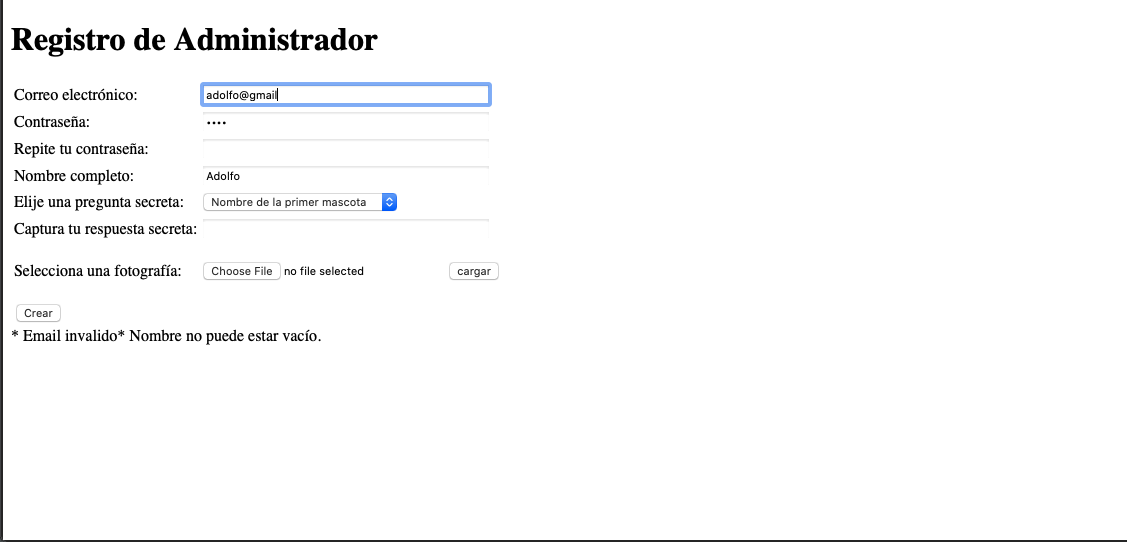 Registro de Administrador
Correo electrónico: adolfo@gmail
Contraseña: ••••
Repite tu contraseña:
Nombre completo: Adolfo
Elije una pregunta secreta: Nombre de la primer mascota
Captura tu respuesta secreta:
Selecciona una fotografía: Choose File no file selected cargar
Crear
* Email invalido* Nombre no puede estar vacío.